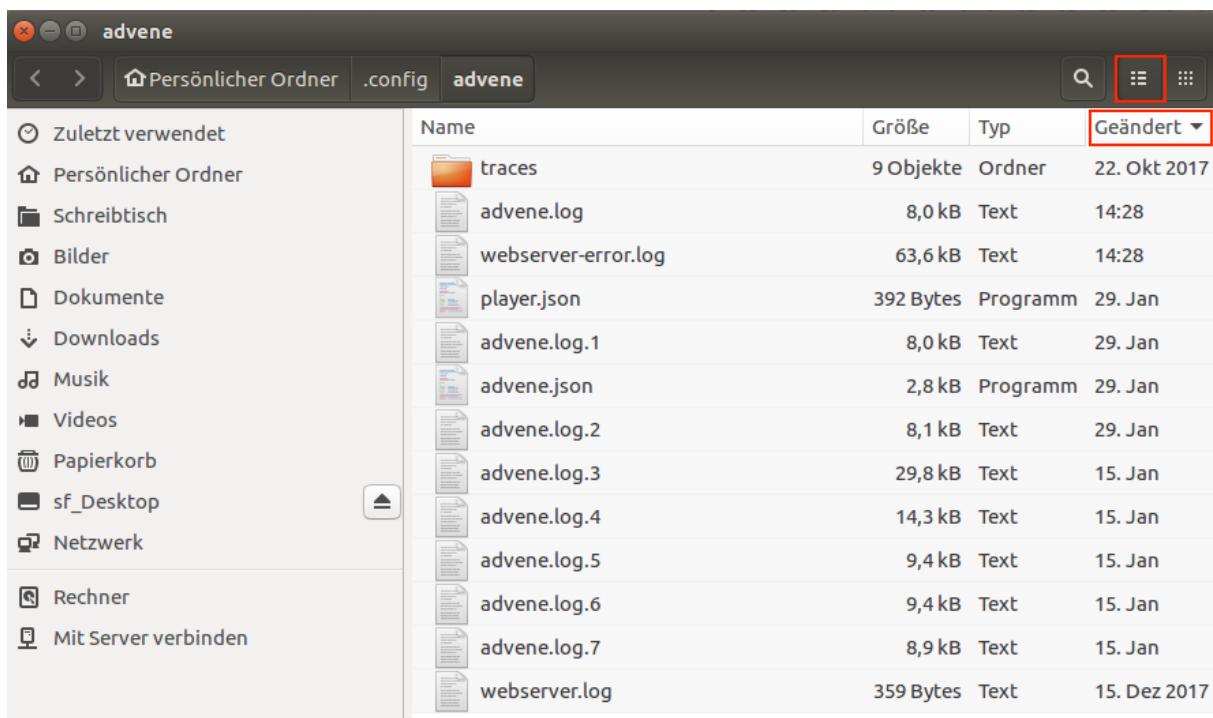 advene
Persönlicher Ordner .config advene
Zuletzt verwendet
Persönlicher Ordner
Schreibtisch
Bilder
Dokumente
Downloads
Musik
Videos
Papierkorb
sf_Desktop
Netzwerk
Rechner
Mit Server verbinden
Name Größe Typ Geändert
traces 9 Objekte Ordner 22. Okt 2017
advene.log 8,0 kB Text 14:28
webserver-error.log 63,6 kB Text 14:28
player.json 392 Bytes Programm 29. Jan
advene.log.1 8,0 kB Text 29. Jan
advene.json 2,8 kB Programm 29. Jan
advene.log.2 8,1 kB Text 29. Jan
advene.log.3 29,8 kB Text 15. Jan
advene.log.4 14,3 kB Text 15. Jan
advene.log.5 9,4 kB Text 15. Jan
advene.log.6 9,4 kB Text 15. Jan
advene.log.7 8,9 kB Text 15. Jan
webserver.log 359 Bytes Text 15. Dez 2017